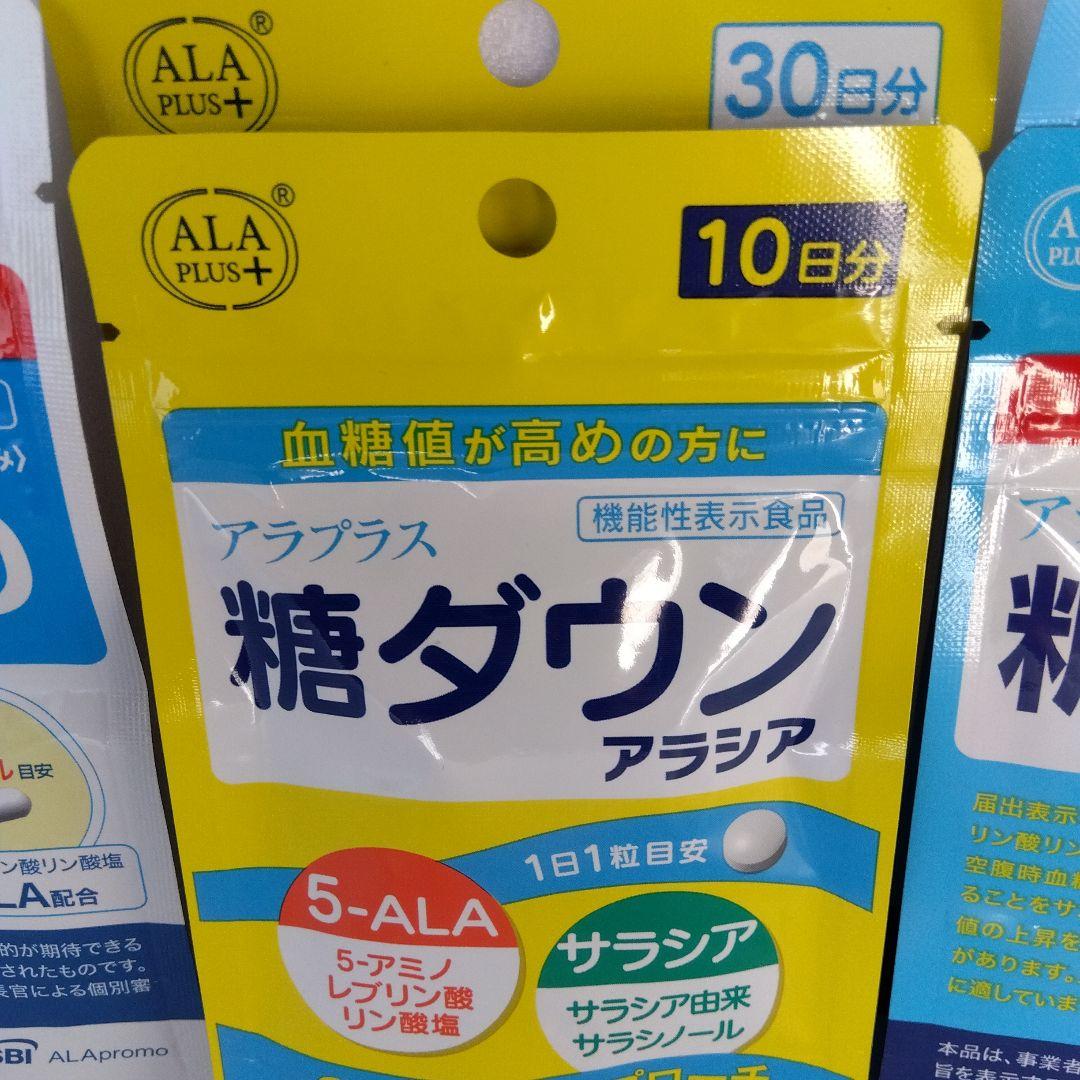 ALA
PLUS+
®
30日分
ALA
PLUS+
®
10日分
血糖値が高めの方に
アラプラス
機能性表示食品
糖ダウン
アラシア
1日1粒目安
5-ALA
5-アミノ
レブリン酸
リン酸塩
サラシア
サラシア由来
サラシノール
目安
ン酸リン酸塩
LA配合
的が期待できる
されたものです。
長官による個別審
SBI ALApromo
届出表示
リン酸リン
空腹時血糖
ることをサ
値の上昇を
があります。
に適していま
本品は、事業者
旨を表示す